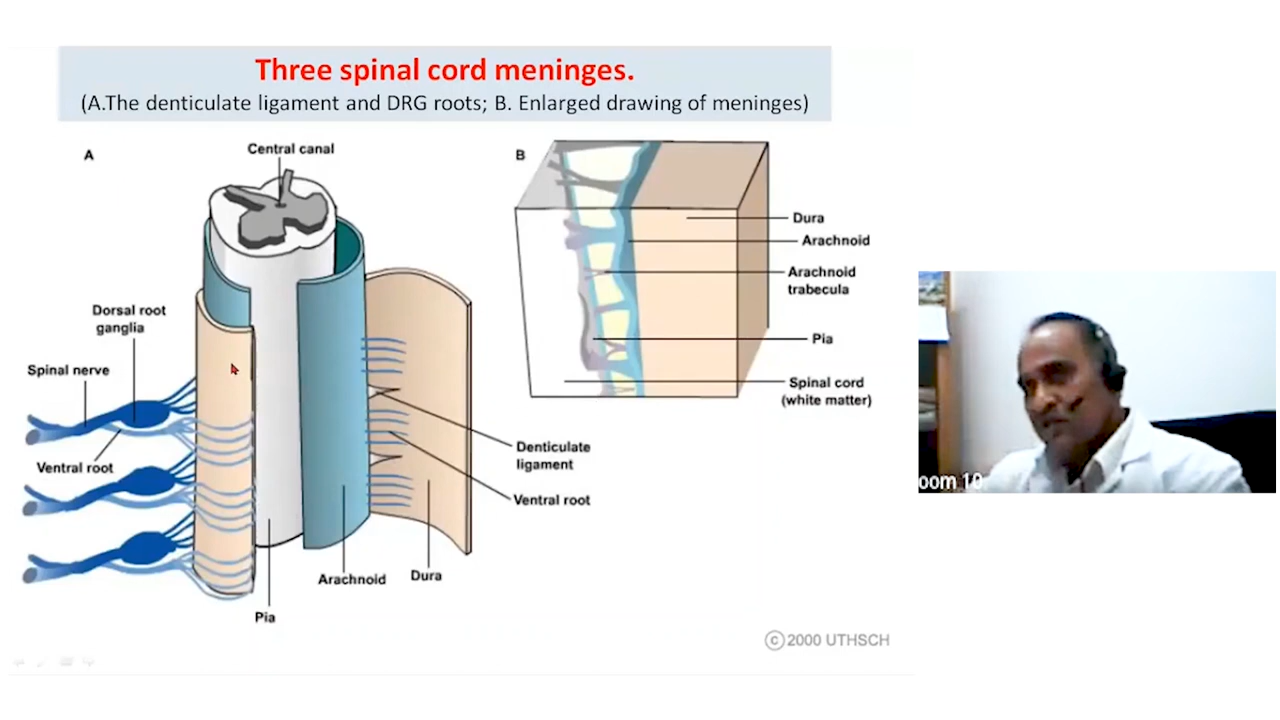 Three spinal cord meninges.
(A.The denticulate ligament and DRG roots; B. Enlarged drawing of meninges)
A
Central canal
Dorsal root
ganglia
Spinal nerve
Ventral root
Denticulate
ligament
Ventral root
Arachnoid
Dura
Pia
B
Dura
Arachnoid
Arachnoid
trabecula
Pia
Spinal cord
(white matter)
©2000 UTHSCH
oom 10